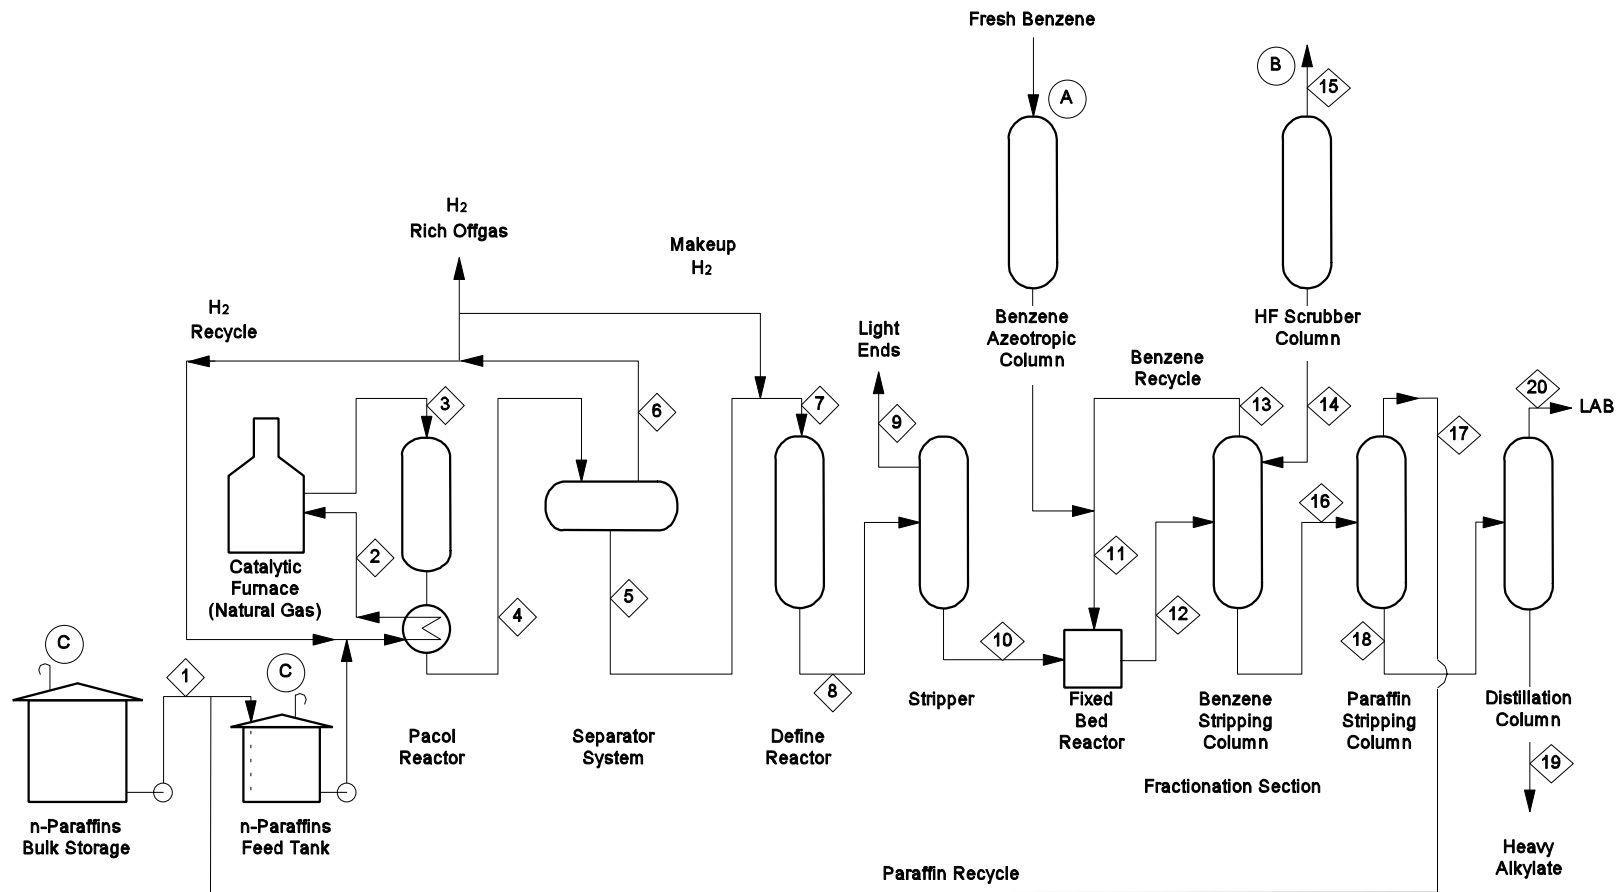 Fresh Benzene
A
B
15
H2
Rich Offgas
Makeup
H2
H2
Recycle
Light
Ends
Benzene
Azeotropic
Column
HF Scrubber
Column
Benzene
Recycle
3
6
7
9
13
14
17
20
LAB
2
5
4
11
12
16
Catalytic
Furnace
(Natural Gas)
C
C
1
8
10
18
Pacol
Reactor
Separator
System
Define
Reactor
Stripper
Fixed
Bed
Reactor
Benzene
Stripping
Column
Paraffin
Stripping
Column
Distillation
Column
19
Fractionation Section
n-Paraffins
Bulk Storage
n-Paraffins
Feed Tank
Paraffin Recycle
Heavy
Alkylate